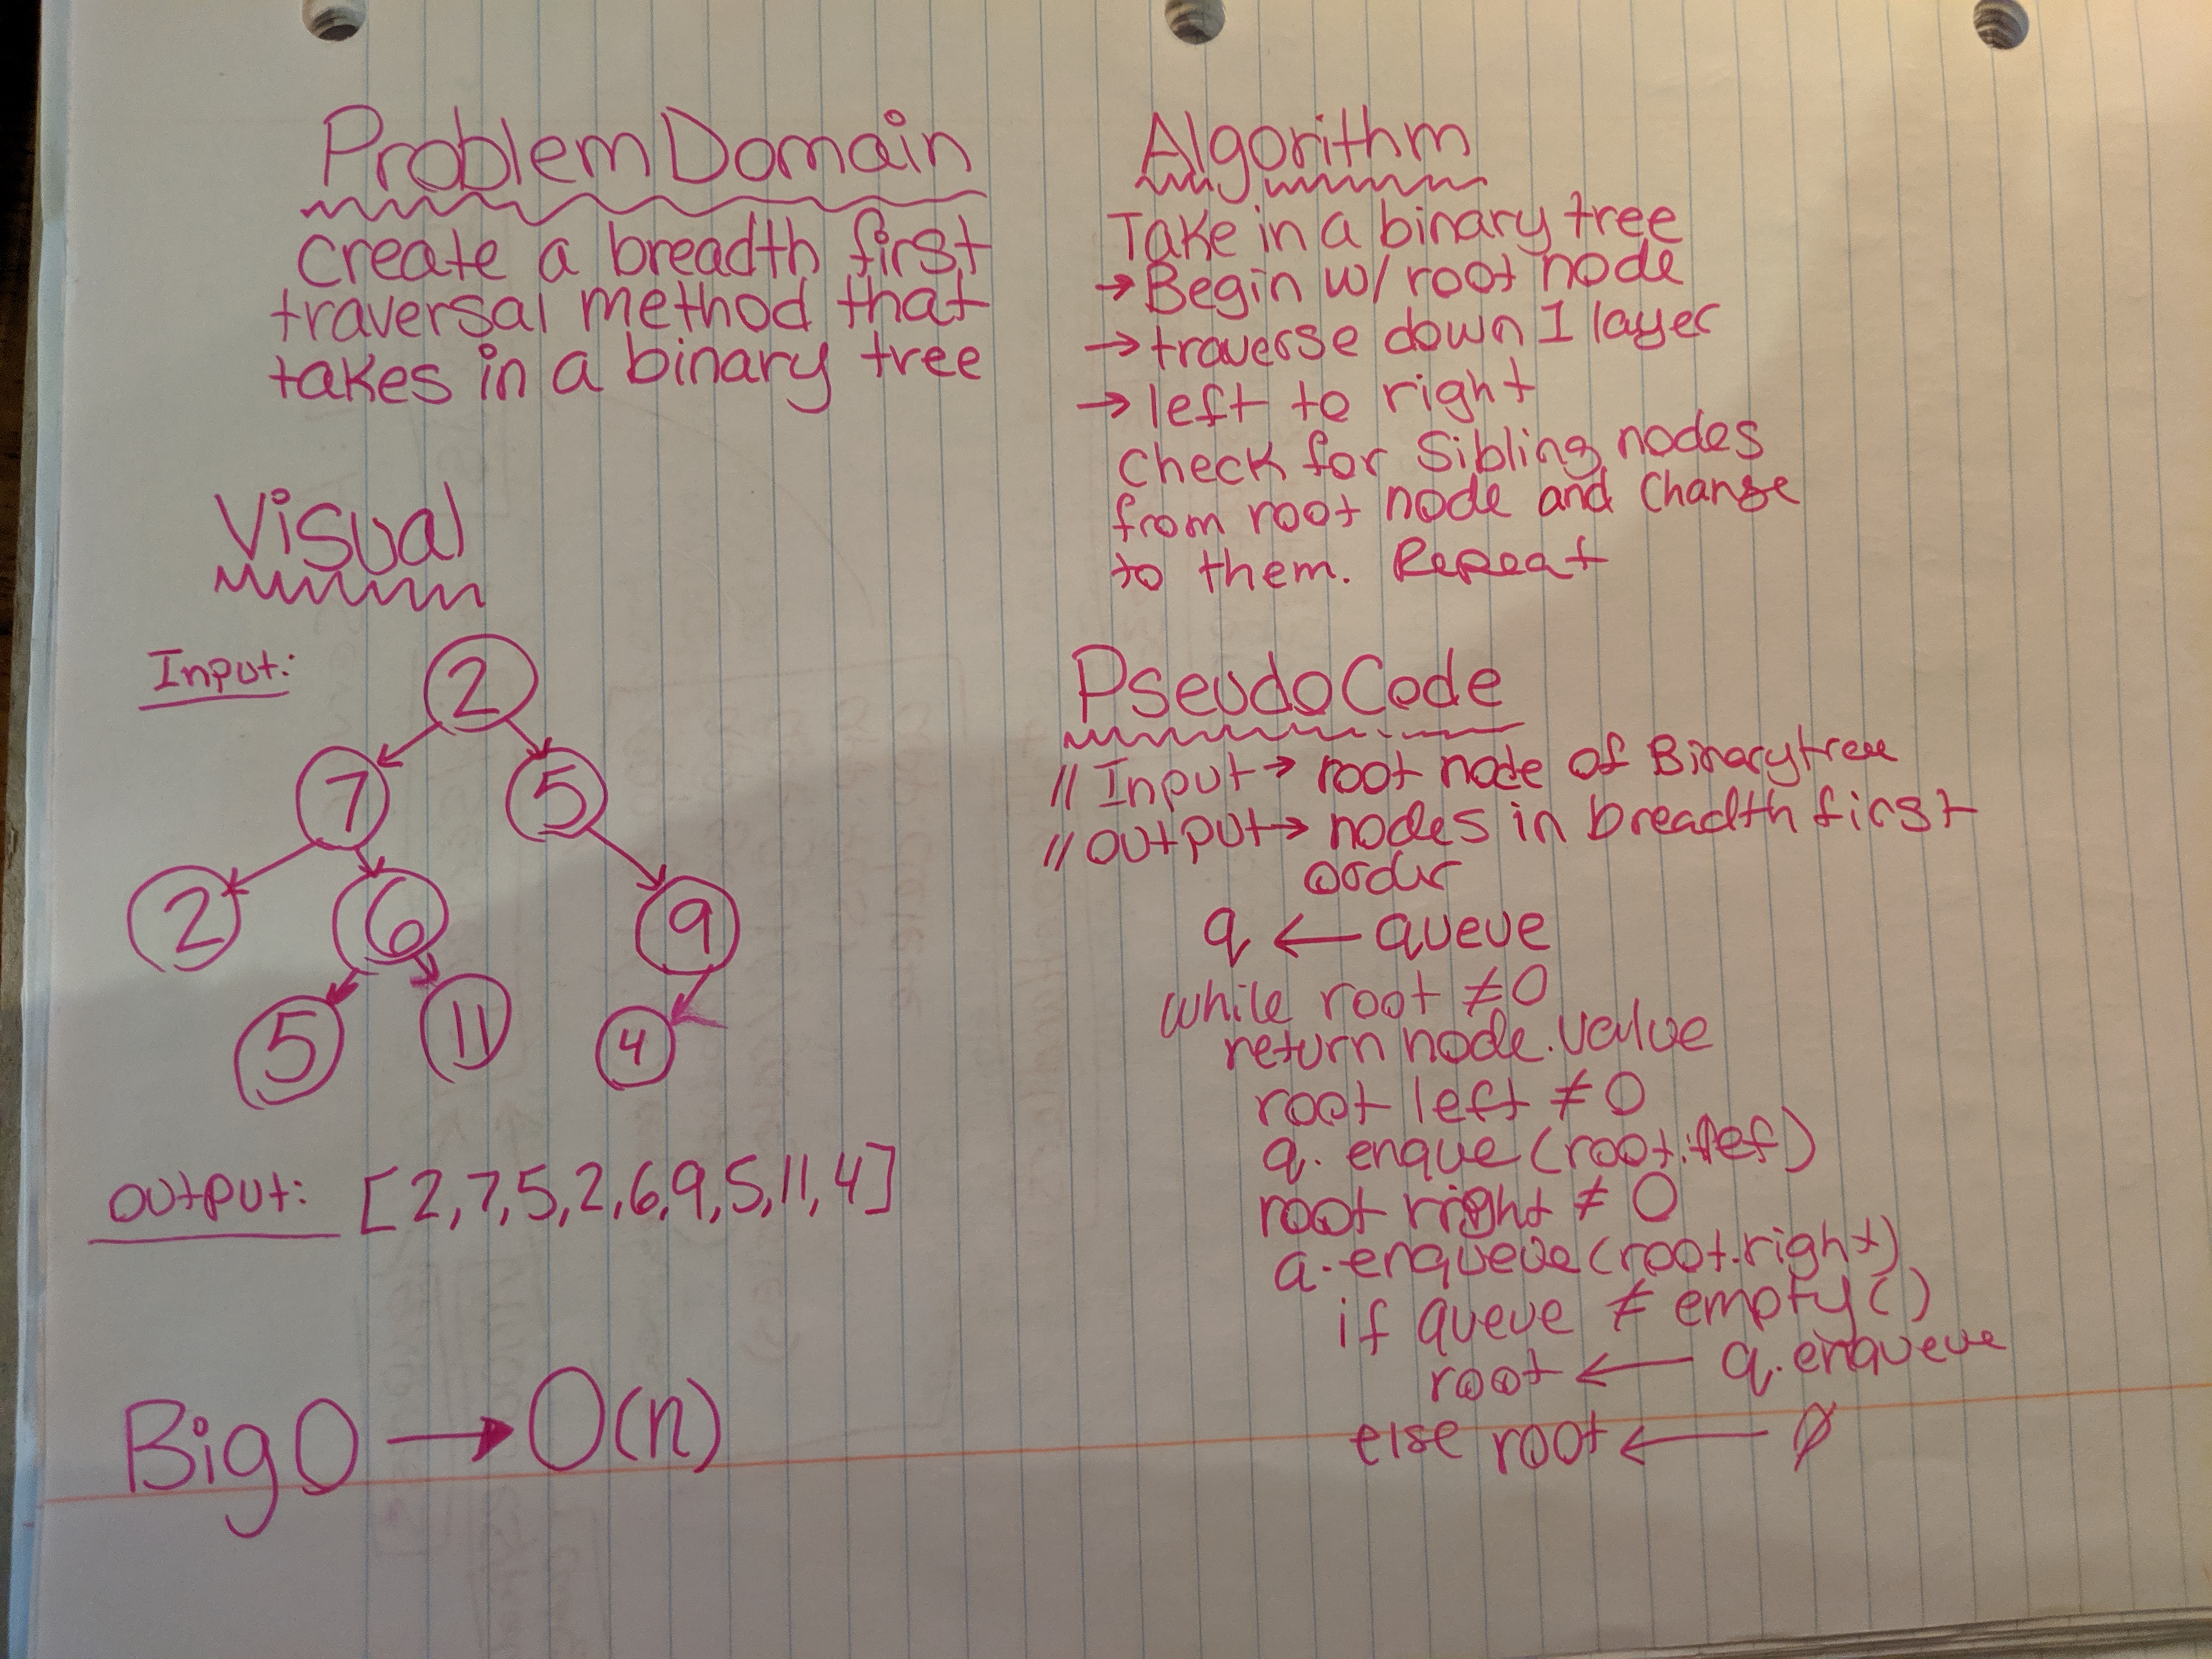 Problem Domain
Create a breadth first
traversal method that
takes in a binary tree
Visual
Input:
2
7
5
2
6
9
5
11
4
output: [2,7,5,2,6,9,5,11,4]
Big O → O(n)
Algorithm
Take in a binary tree
→ Begin w/ root node
→ traverse down 1 layer
→ left to right
Check for sibling nodes
from root node and change
to them. Repeat
PseudoCode
// Input → root node of Binary tree
// output → nodes in breadth first
ordr
q ← queue
while root ≠ 0
return node.value
root left ≠ 0
q.enque(root.left)
root right ≠ 0
q.enqueue(root.right)
if queue ≠ empty()
root ← q.enqueue
else root ← ∅